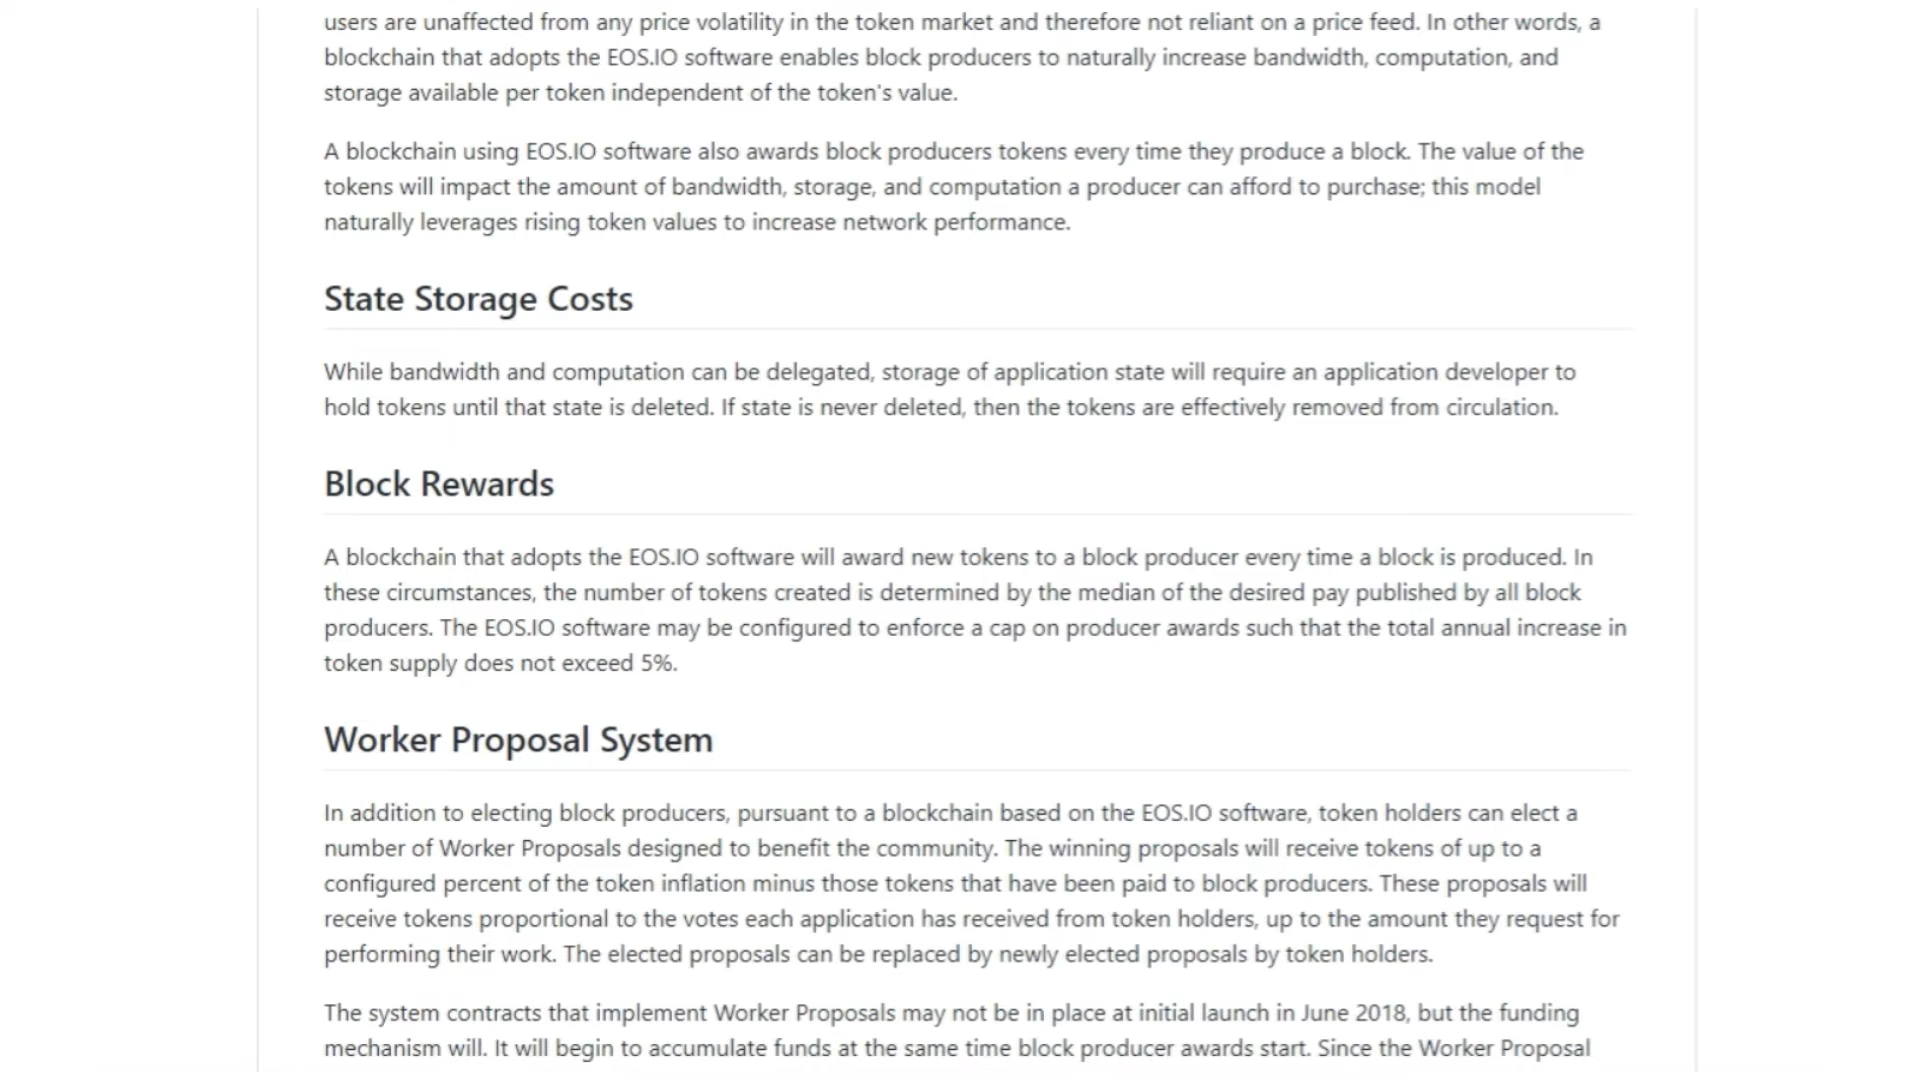 users are unaffected from any price volatility in the token market and therefore not reliant on a price feed. In other words, a
blockchain that adopts the EOS.IO software enables block producers to naturally increase bandwidth, computation, and
storage available per token independent of the token's value.
A blockchain using EOS.IO software also awards block producers tokens every time they produce a block. The value of the
tokens will impact the amount of bandwidth, storage, and computation a producer can afford to purchase; this model
naturally leverages rising token values to increase network performance.
State Storage Costs
While bandwidth and computation can be delegated, storage of application state will require an application developer to
hold tokens until that state is deleted. If state is never deleted, then the tokens are effectively removed from circulation.
Block Rewards
A blockchain that adopts the EOS.IO software will award new tokens to a block producer every time a block is produced. In
these circumstances, the number of tokens created is determined by the median of the desired pay published by all block
producers. The EOS.IO software may be configured to enforce a cap on producer awards such that the total annual increase in
token supply does not exceed 5%.
Worker Proposal System
In addition to electing block producers, pursuant to a blockchain based on the EOS.IO software, token holders can elect a
number of Worker Proposals designed to benefit the community. The winning proposals will receive tokens of up to a
configured percent of the token inflation minus those tokens that have been paid to block producers. These proposals will
receive tokens proportional to the votes each application has received from token holders, up to the amount they request for
performing their work. The elected proposals can be replaced by newly elected proposals by token holders.
The system contracts that implement Worker Proposals may not be in place at initial launch in June 2018, but the funding
mechanism will. It will begin to accumulate funds at the same time block producer awards start. Since the Worker Proposal